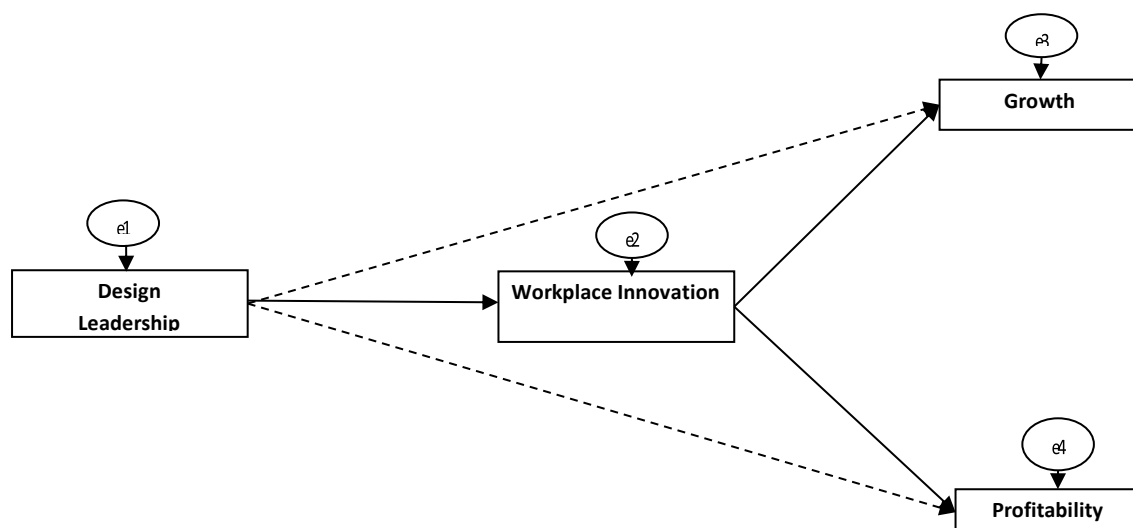 e3
Growth
e1
e2
Design
Leadership
Workplace Innovation
e4
Profitability